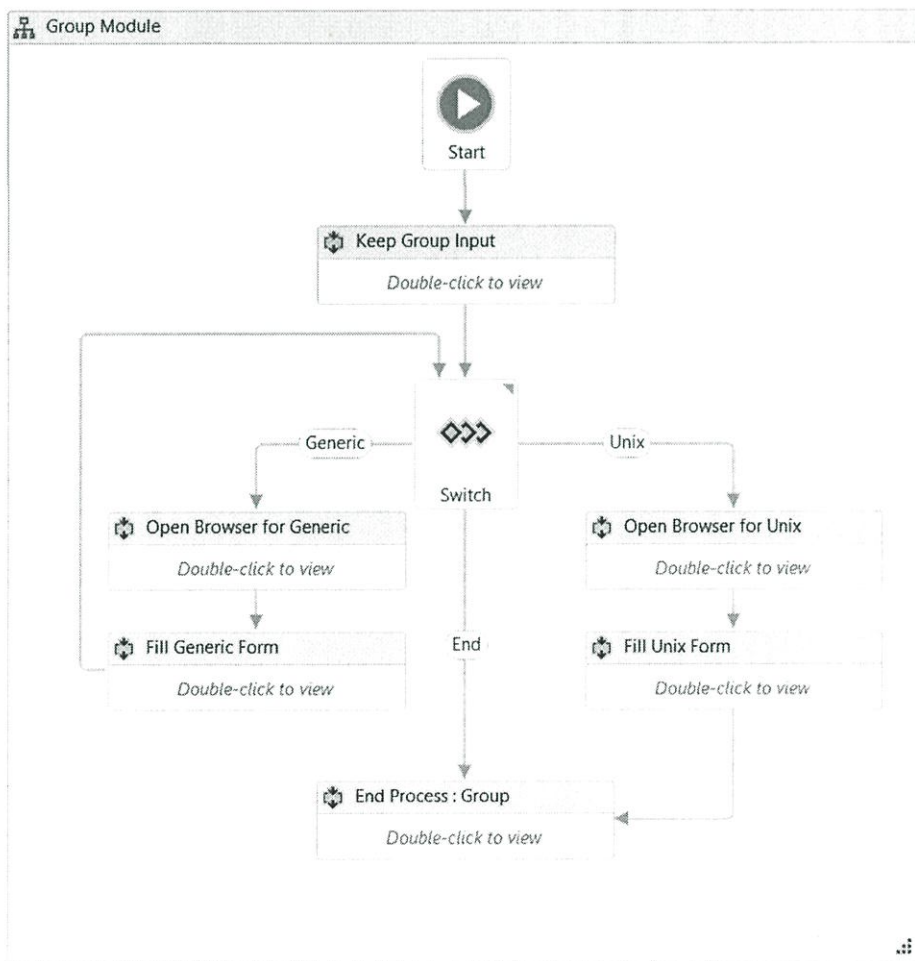 Group Module
Start
Keep Group Input
Double-click to view
Generic
Unix
Switch
Open Browser for Generic
Double-click to view
Open Browser for Unix
Double-click to view
Fill Generic Form
Double-click to view
End
Fill Unix Form
Double-click to view
End Process : Group
Double-click to view